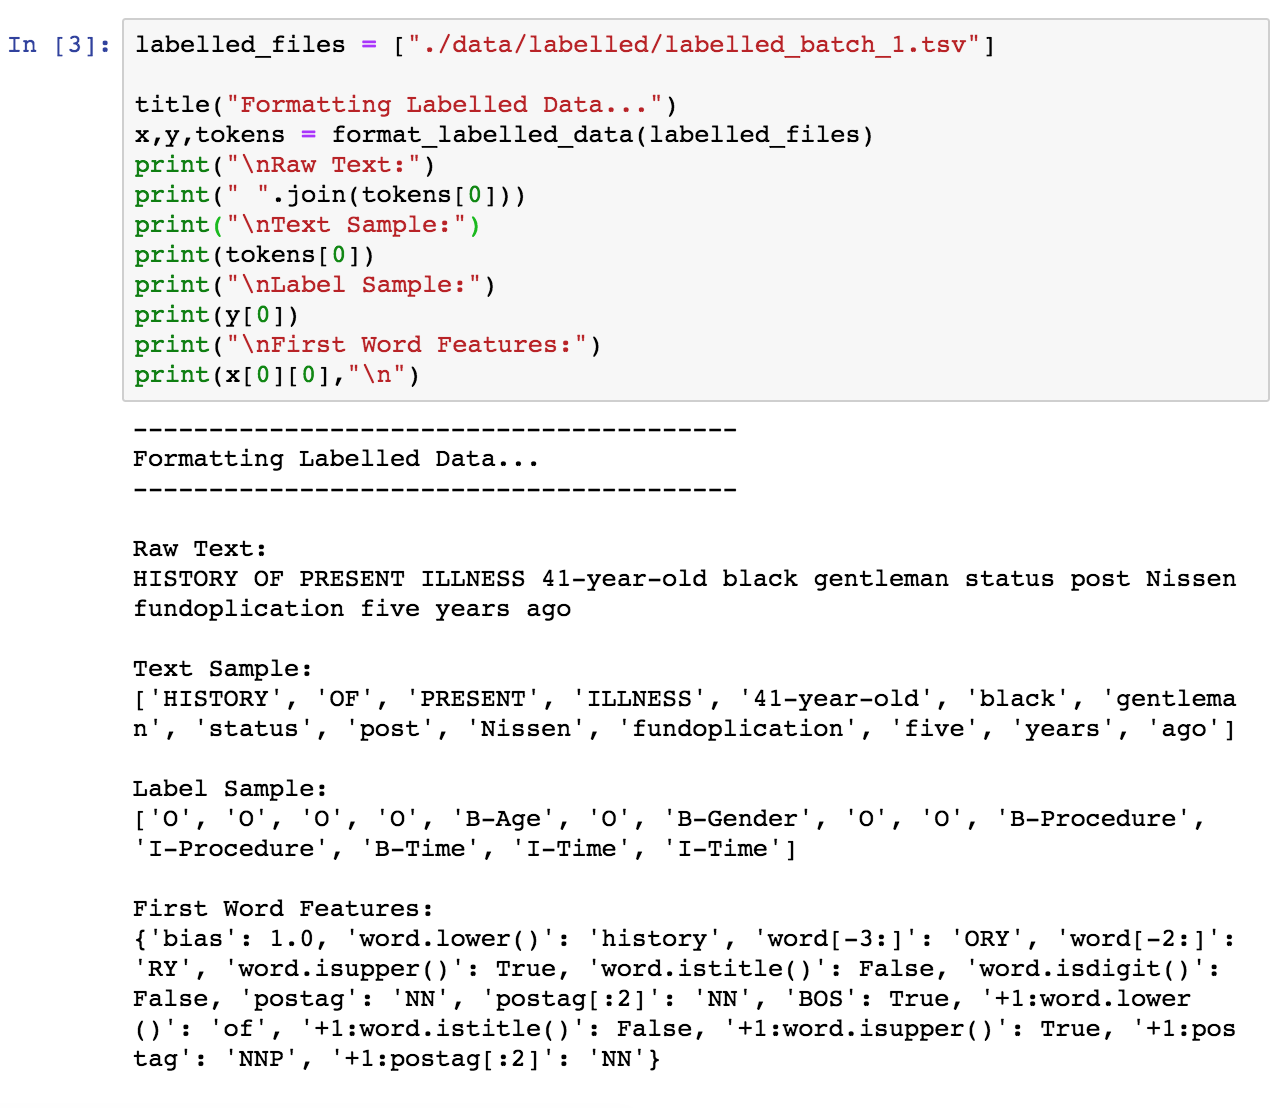 In [3]: labelled_files = ["./data/labelled/labelled_batch_1.tsv"]

title("Formatting Labelled Data...")
x,y,tokens = format_labelled_data(labelled_files)
print("\nRaw Text:")
print(" ".join(tokens[0]))
print("\nText Sample:")
print(tokens[0])
print("\nLabel Sample:")
print(y[0])
print("\nFirst Word Features:")
print(x[0][0],"\n")
----------------------------------------
Formatting Labelled Data...
----------------------------------------

Raw Text:
HISTORY OF PRESENT ILLNESS 41-year-old black gentleman status post Nissen
fundoplication five years ago

Text Sample:
['HISTORY', 'OF', 'PRESENT', 'ILLNESS', '41-year-old', 'black', 'gentlema
n', 'status', 'post', 'Nissen', 'fundoplication', 'five', 'years', 'ago']

Label Sample:
['O', 'O', 'O', 'O', 'B-Age', 'O', 'B-Gender', 'O', 'O', 'B-Procedure',
'I-Procedure', 'B-Time', 'I-Time', 'I-Time']

First Word Features:
{'bias': 1.0, 'word.lower()': 'history', 'word[-3:]': 'ORY', 'word[-2:]':
'RY', 'word.isupper()': True, 'word.istitle()': False, 'word.isdigit()':
False, 'postag': 'NN', 'postag[:2]': 'NN', 'BOS': True, '+1:word.lower
()': 'of', '+1:word.istitle()': False, '+1:word.isupper()': True, '+1:pos
tag': 'NNP', '+1:postag[:2]': 'NN'}